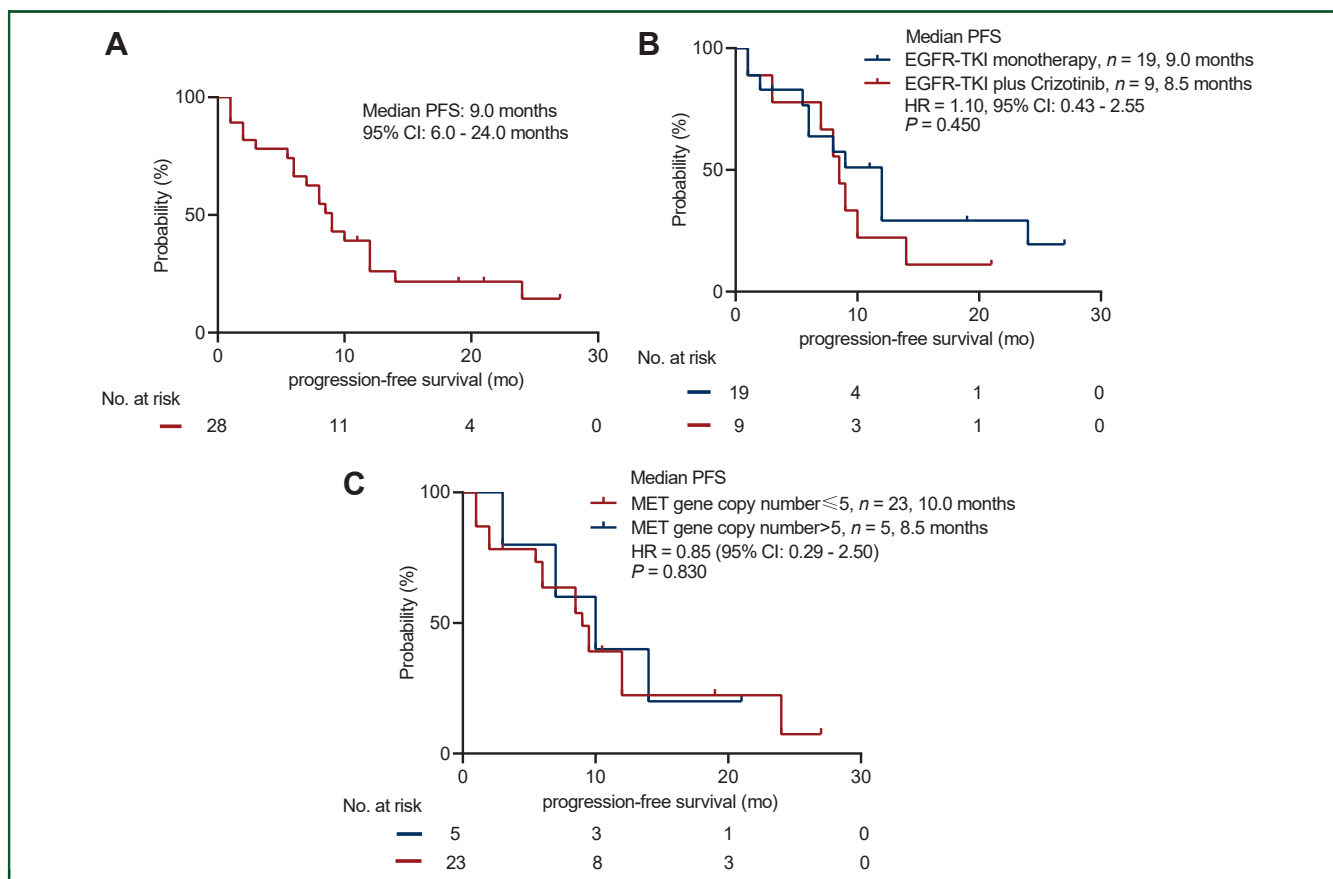 A
Median PFS: 9.0 months
95% CI: 6.0 - 24.0 months
Probability (%)
100
50
0
0 10 20 30
progression-free survival (mo)
No. at risk
28 11 4 0
B
Median PFS
EGFR-TKI monotherapy, n = 19, 9.0 months
EGFR-TKI plus Crizotinib, n = 9, 8.5 months
HR = 1.10, 95% CI: 0.43 - 2.55
P = 0.450
Probability (%)
100
50
0
0 10 20 30
progression-free survival (mo)
No. at risk
19 4 1 0
9 3 1 0
C
Median PFS
MET gene copy number≤5, n = 23, 10.0 months
MET gene copy number>5, n = 5, 8.5 months
HR = 0.85 (95% CI: 0.29 - 2.50)
P = 0.830
Probability (%)
100
50
0
0 10 20 30
progression-free survival (mo)
No. at risk
5 3 1 0
23 8 3 0